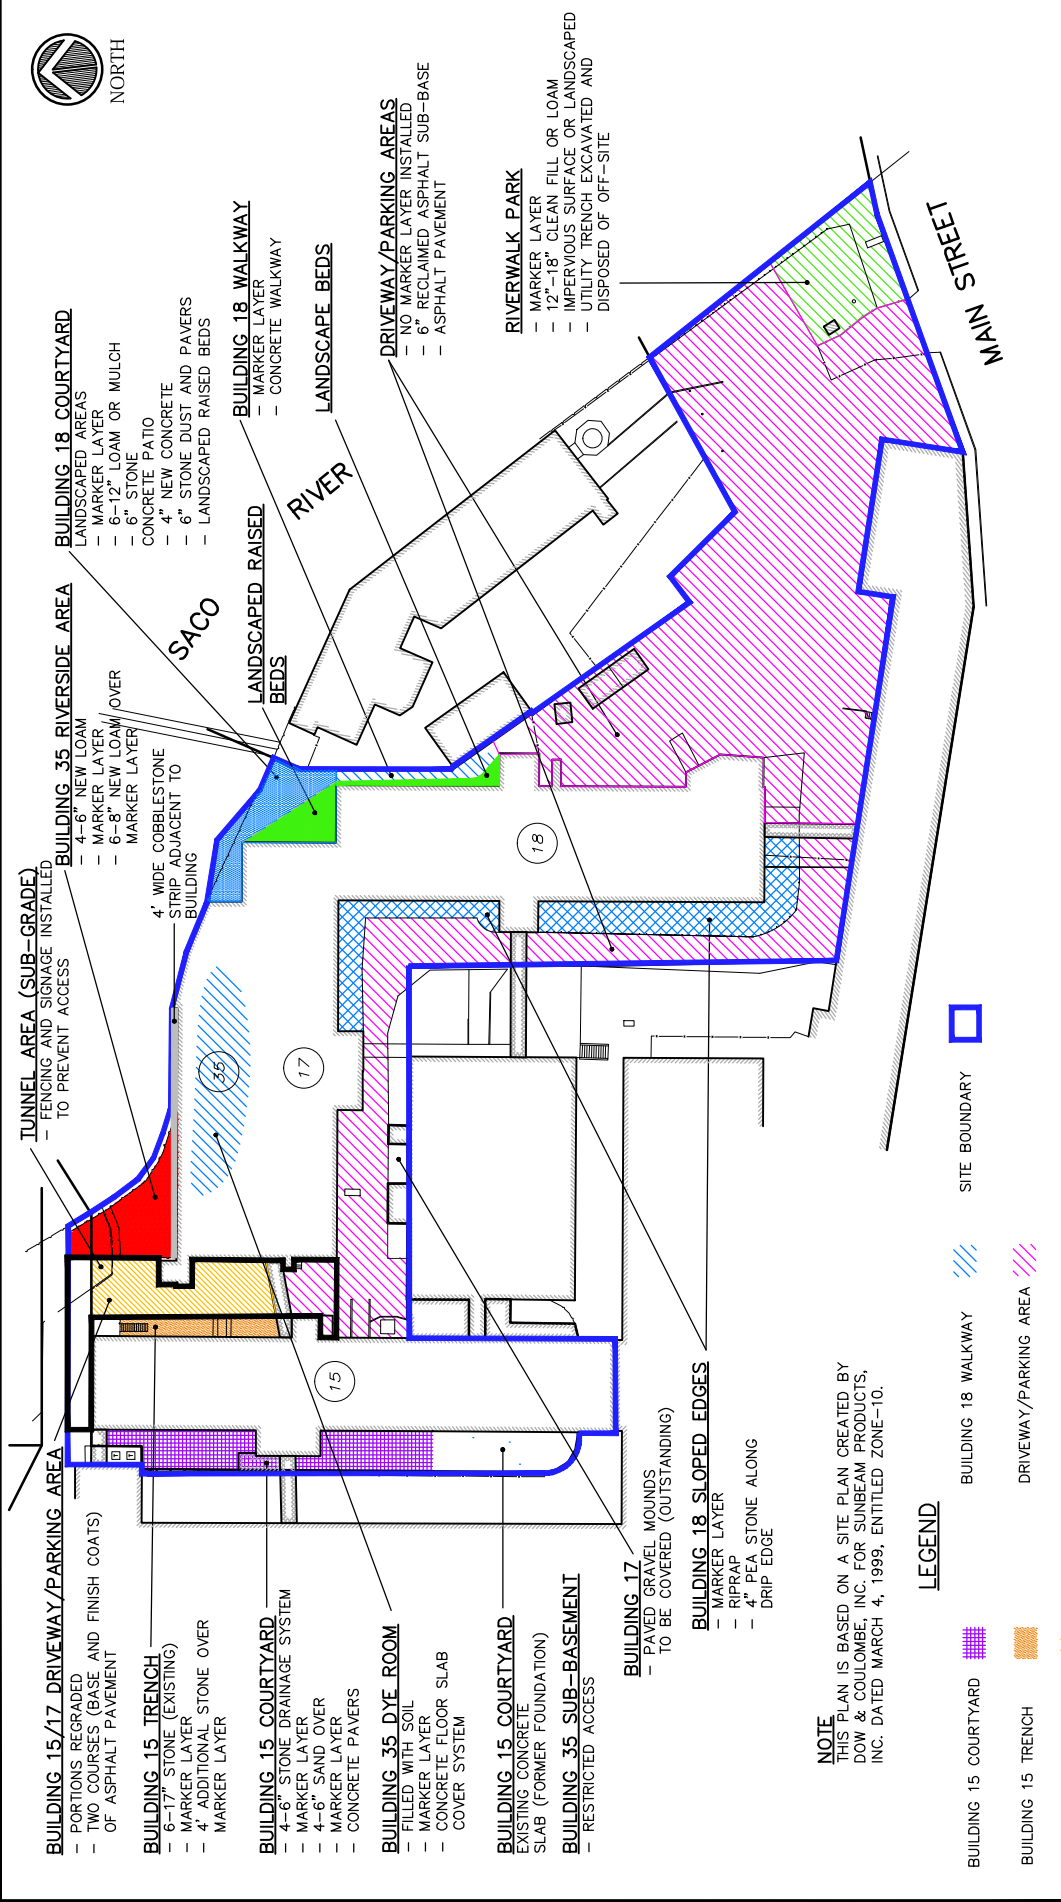 NORTH
TUNNEL AREA (SUB-GRADE)
- FENCING AND SIGNAGE INSTALLED
TO PREVENT ACCESS
BUILDING 35 RIVERSIDE AREA
- 4-6" NEW LOAM
- MARKER LAYER
- 6-8" NEW LOAM OVER
MARKER LAYER
4' WIDE COBBLESTONE
STRIP ADJACENT TO
BUILDING
BUILDING 18 COURTYARD
LANDSCAPED AREAS
- MARKER LAYER
- 6-12" LOAM OR MULCH
- 6" STONE
CONCRETE PATIO
- 4" NEW CONCRETE
- 6" STONE DUST AND PAVERS
- LANDSCAPED RAISED BEDS
LANDSCAPED RAISED
BEDS
BUILDING 18 WALKWAY
- MARKER LAYER
- CONCRETE WALKWAY
LANDSCAPE BEDS
DRIVEWAY/PARKING AREAS
- NO MARKER LAYER INSTALLED
- 6" RECLAIMED ASPHALT SUB-BASE
- ASPHALT PAVEMENT
RIVERWALK PARK
- MARKER LAYER
- 12"-18" CLEAN FILL OR LOAM
- IMPERVIOUS SURFACE OR LANDSCAPED
- UTILITY TRENCH EXCAVATED AND
DISPOSED OF OFF-SITE
SACO
RIVER
MAIN STREET
35
17
18
15
BUILDING 15/17 DRIVEWAY/PARKING AREA
- PORTIONS REGRADED
- TWO COURSES (BASE AND FINISH COATS)
OF ASPHALT PAVEMENT
BUILDING 15 TRENCH
- 6-17" STONE (EXISTING)
- MARKER LAYER
- 4' ADDITIONAL STONE OVER
MARKER LAYER
BUILDING 15 COURTYARD
- 4-6" STONE DRAINAGE SYSTEM
- MARKER LAYER
- 4-6" SAND OVER
- MARKER LAYER
- CONCRETE PAVERS
BUILDING 35 DYE ROOM
- FILLED WITH SOIL
- MARKER LAYER
- CONCRETE FLOOR SLAB
COVER SYSTEM
BUILDING 15 COURTYARD
EXISTING CONCRETE
SLAB (FORMER FOUNDATION)
BUILDING 35 SUB-BASEMENT
- RESTRICTED ACCESS
BUILDING 17
- PAVED GRAVEL MOUNDS
TO BE COVERED (OUTSTANDING)
BUILDING 18 SLOPED EDGES
- MARKER LAYER
- RIPRAP
- 4" PEA STONE ALONG
DRIP EDGE
NOTE
THIS PLAN IS BASED ON A SITE PLAN CREATED BY
DOW & COULOMBE, INC. FOR SUNBEAM PRODUCTS,
INC. DATED MARCH 4, 1999, ENTITLED ZONE-10.
LEGEND
BUILDING 15 COURTYARD
BUILDING 18 WALKWAY
SITE BOUNDARY
BUILDING 15 TRENCH
DRIVEWAY/PARKING AREA